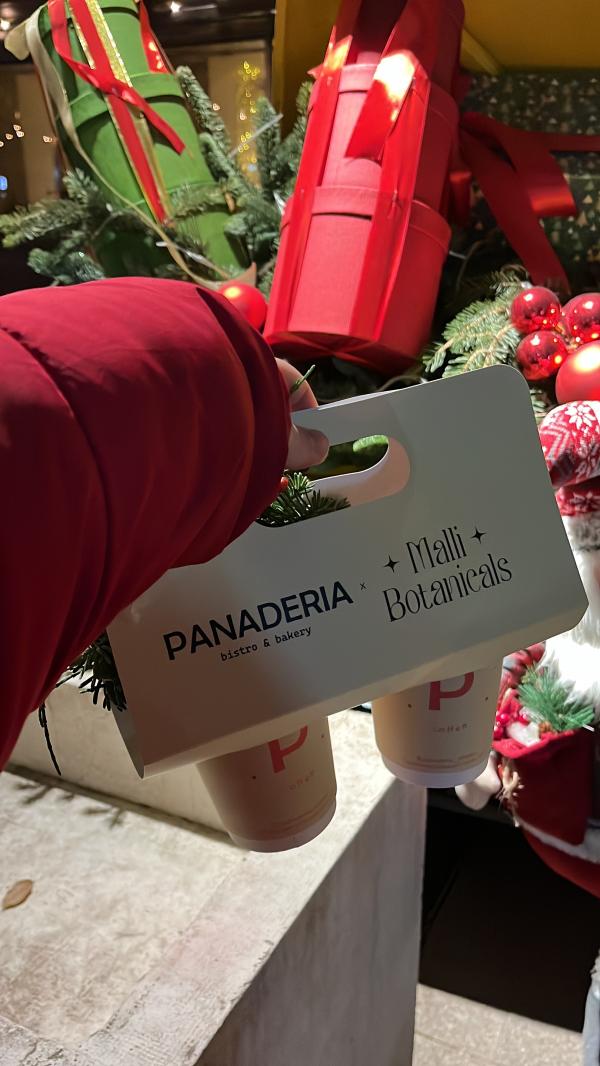 PANADERIA
bistro & bakery
x
Malli
Botanicals
P
P